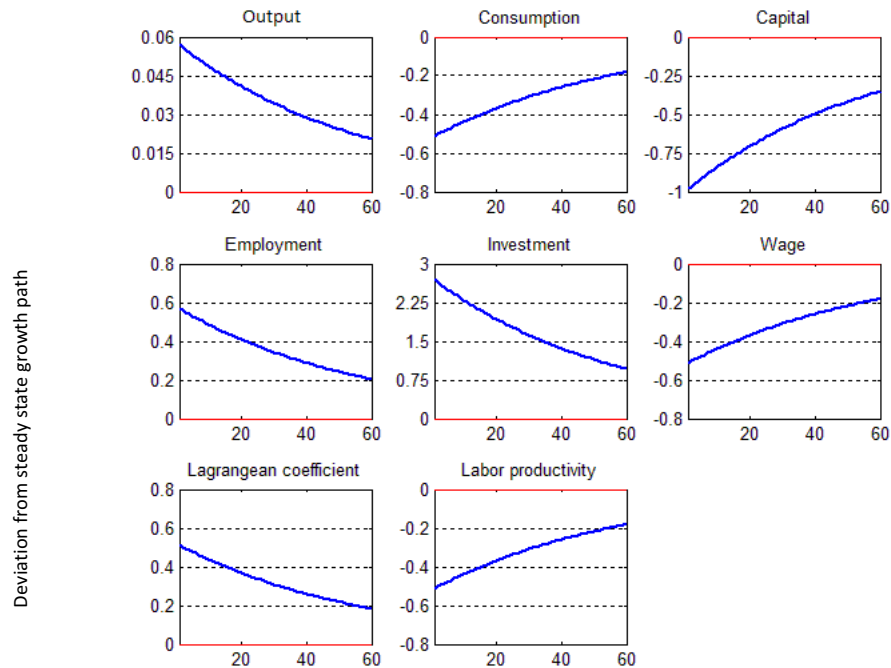 Output
0.06
0.045
0.03
0.015
0
20 40 60
Consumption
0
-0.2
-0.4
-0.6
-0.8
20 40 60
Capital
0
-0.25
-0.5
-0.75
-1
20 40 60
Employment
0.8
0.6
0.4
0.2
0
20 40 60
Investment
3
2.25
1.5
0.75
0
20 40 60
Wage
0
-0.2
-0.4
-0.6
-0.8
20 40 60
Lagrangean coefficient
0.8
0.6
0.4
0.2
0
20 40 60
Labor productivity
0
-0.2
-0.4
-0.6
-0.8
20 40 60
Deviation from steady state growth path